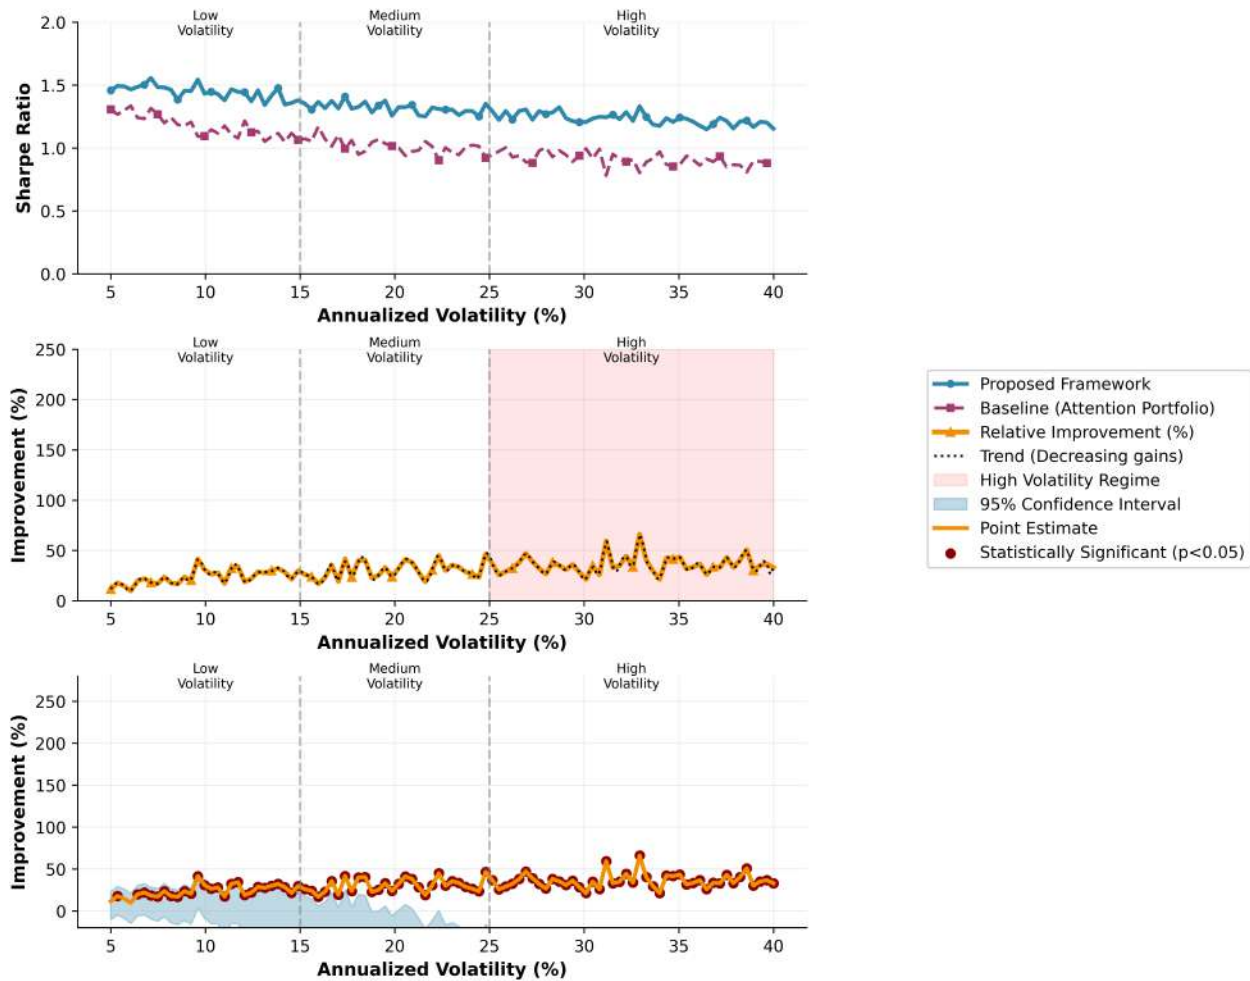 Low
Volatility
Medium
Volatility
High
Volatility
2.0
1.5
1.0
0.5
0.0
Sharpe Ratio
5 10 15 20 25 30 35 40
Annualized Volatility (%)
Low
Volatility
Medium
Volatility
High
Volatility
250
200
150
100
50
0
Improvement (%)
5 10 15 20 25 30 35 40
Annualized Volatility (%)
Low
Volatility
Medium
Volatility
High
Volatility
250
200
150
100
50
0
Improvement (%)
5 10 15 20 25 30 35 40
Annualized Volatility (%)
Proposed Framework
Baseline (Attention Portfolio)
Relative Improvement (%)
Trend (Decreasing gains)
High Volatility Regime
95% Confidence Interval
Point Estimate
Statistically Significant (p<0.05)